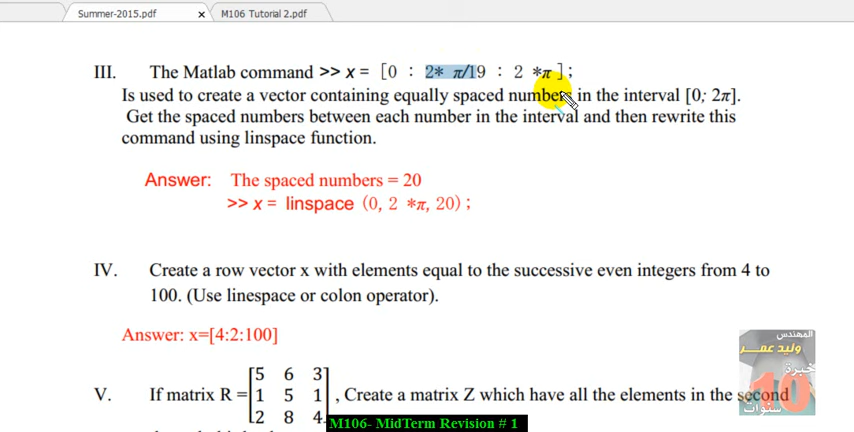 Summer-2015.pdf × M106 Tutorial 2.pdf
III. The Matlab command >> x = [0 : 2* π/19 : 2 *π ] ;
Is used to create a vector containing equally spaced numbers in the interval [0; 2π].
Get the spaced numbers between each number in the interval and then rewrite this
command using linspace function.
Answer: The spaced numbers = 20
>> x = linspace (0, 2 *π, 20) ;
IV. Create a row vector x with elements equal to the successive even integers from 4 to
100. (Use linespace or colon operator).
Answer: x=[4:2:100]
المهندس
وليد عمر
خبرة
10
سنوات
5 6 3
V. If matrix R = 1 5 1 , Create a matrix Z which have all the elements in the second
2 8 4
M106- MidTerm Revision # 1